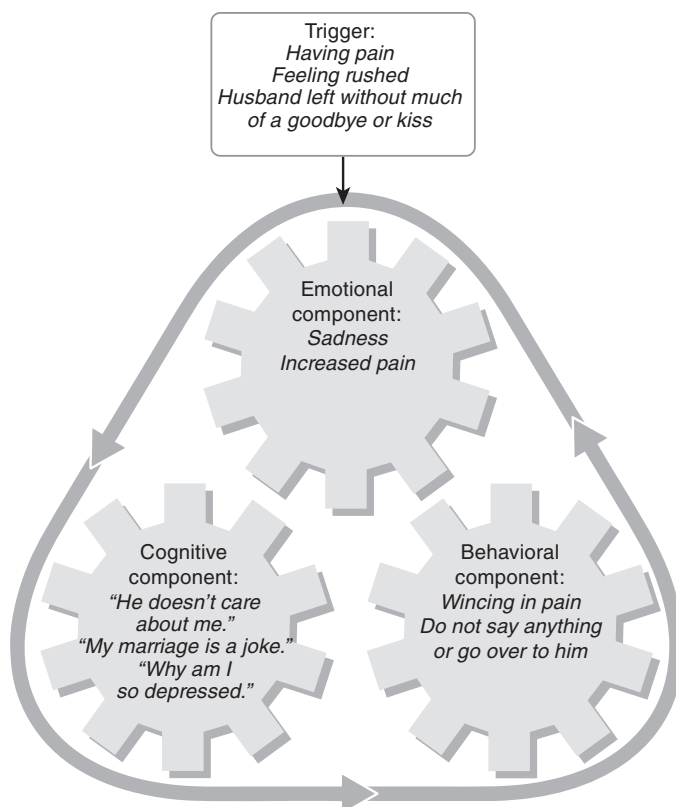 Trigger:
Having pain
Feeling rushed
Husband left without much
of a goodbye or kiss
Emotional
component:
Sadness
Increased pain
Cognitive
component:
“He doesn’t care
about me.”
“My marriage is a joke.”
“Why am I
so depressed.”
Behavioral
component:
Wincing in pain
Do not say anything
or go over to him